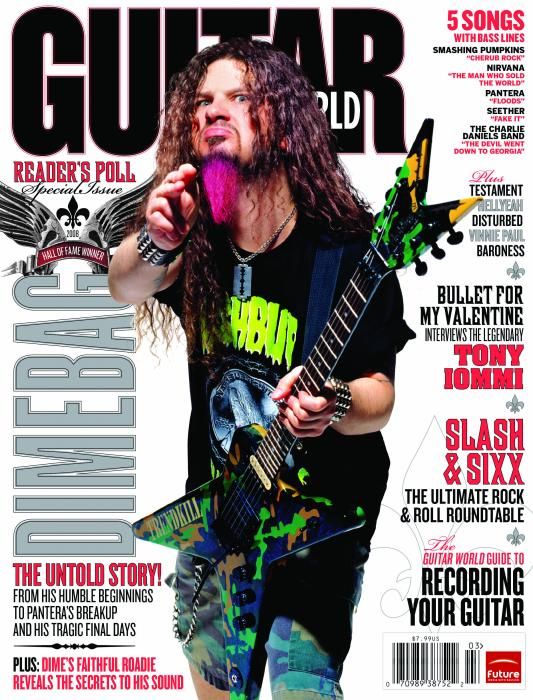 GUITAR
WORLD
READER'S POLL
Special Issue
2008
HALL OF FAME WINNER
DIMEBAG
THE UNTOLD STORY!
FROM HIS HUMBLE BEGINNINGS
TO PANTERA'S BREAKUP
AND HIS TRAGIC FINAL DAYS
PLUS: DIME'S FAITHFUL ROADIE
REVEALS THE SECRETS TO HIS SOUND
TRENDKILL
5 SONGS
WITH BASS LINES
SMASHING PUMPKINS
"CHERUB ROCK"
NIRVANA
"THE MAN WHO SOLD
THE WORLD"
PANTERA
"FLOODS"
SEETHER
"FAKE IT"
THE CHARLIE
DANIELS BAND
"THE DEVIL WENT
DOWN TO GEORGIA"
Plus
TESTAMENT
HELLYEAH
DISTURBED
VINNIE PAUL
BARONESS
BULLET FOR
MY VALENTINE
INTERVIEWS THE LEGENDARY
TONY
IOMMI
SLASH
& SIXX
THE ULTIMATE ROCK
& ROLL ROUNDTABLE
The
GUITAR WORLD GUIDE TO
RECORDING
YOUR GUITAR
$7.99US
03>
0 70989 38752 2
Future